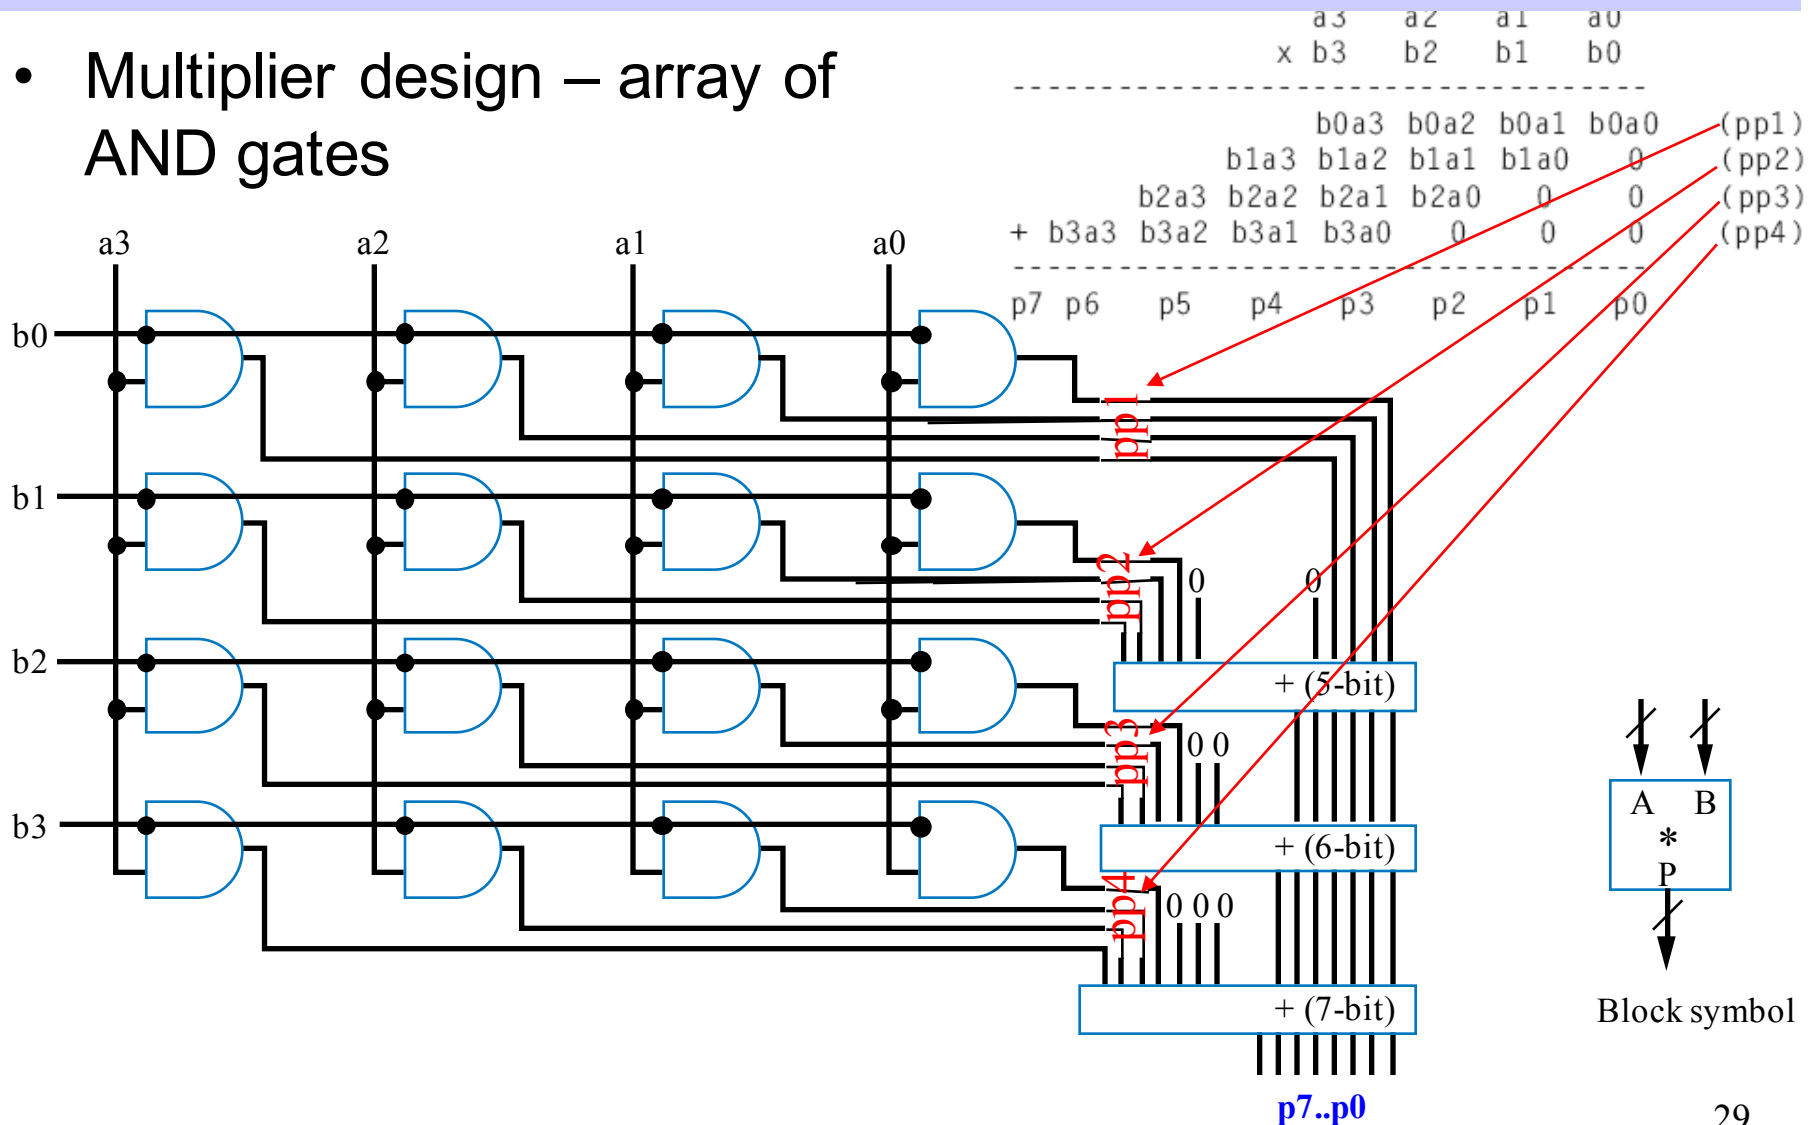 • Multiplier design – array of
AND gates
a3 a2 a1 a0
x b3 b2 b1 b0
-----------------------------------
b0a3 b0a2 b0a1 b0a0 (pp1)
b1a3 b1a2 b1a1 b1a0 0 (pp2)
b2a3 b2a2 b2a1 b2a0 0 0 (pp3)
+ b3a3 b3a2 b3a1 b3a0 0 0 0 (pp4)
-----------------------------------
p7 p6 p5 p4 p3 p2 p1 p0
a3 a2 a1 a0
b0
pp1
b1
pp2
0 0
b2
+ (5-bit)
pp3
0 0
b3
+ (6-bit)
pp4
0 0 0
+ (7-bit)
p7..p0
A B
*
P
Block symbol
29